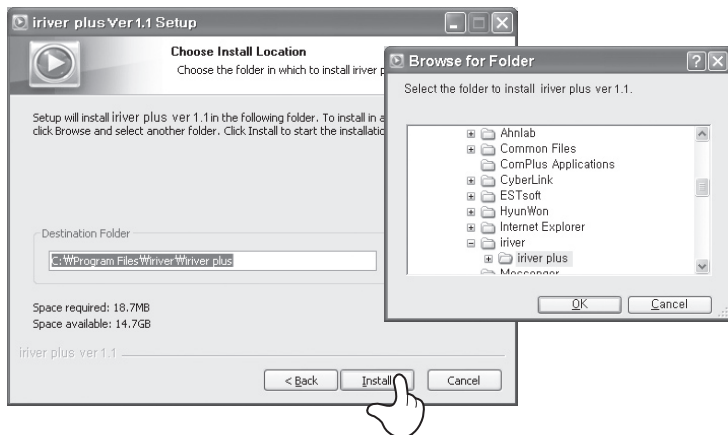 iriver plus Ver 1.1 Setup
Choose Install Location
Choose the folder in which to install iriver
Setup will install iriver plus ver 1.1 in the following folder. To install in a
click Browse and select another folder. Click Install to start the installatio
Destination Folder
C:₩Program Files₩iriver₩iriver plus
Space required: 18.7MB
Space available: 14.7GB
iriver plus ver 1.1
< Back
Install
Cancel
Browse for Folder
Select the folder to install iriver plus ver 1.1.
Ahnlab
Common Files
ComPlus Applications
CyberLink
ESTsoft
HyunWon
Internet Explorer
iriver
iriver plus
Messenger
OK
Cancel